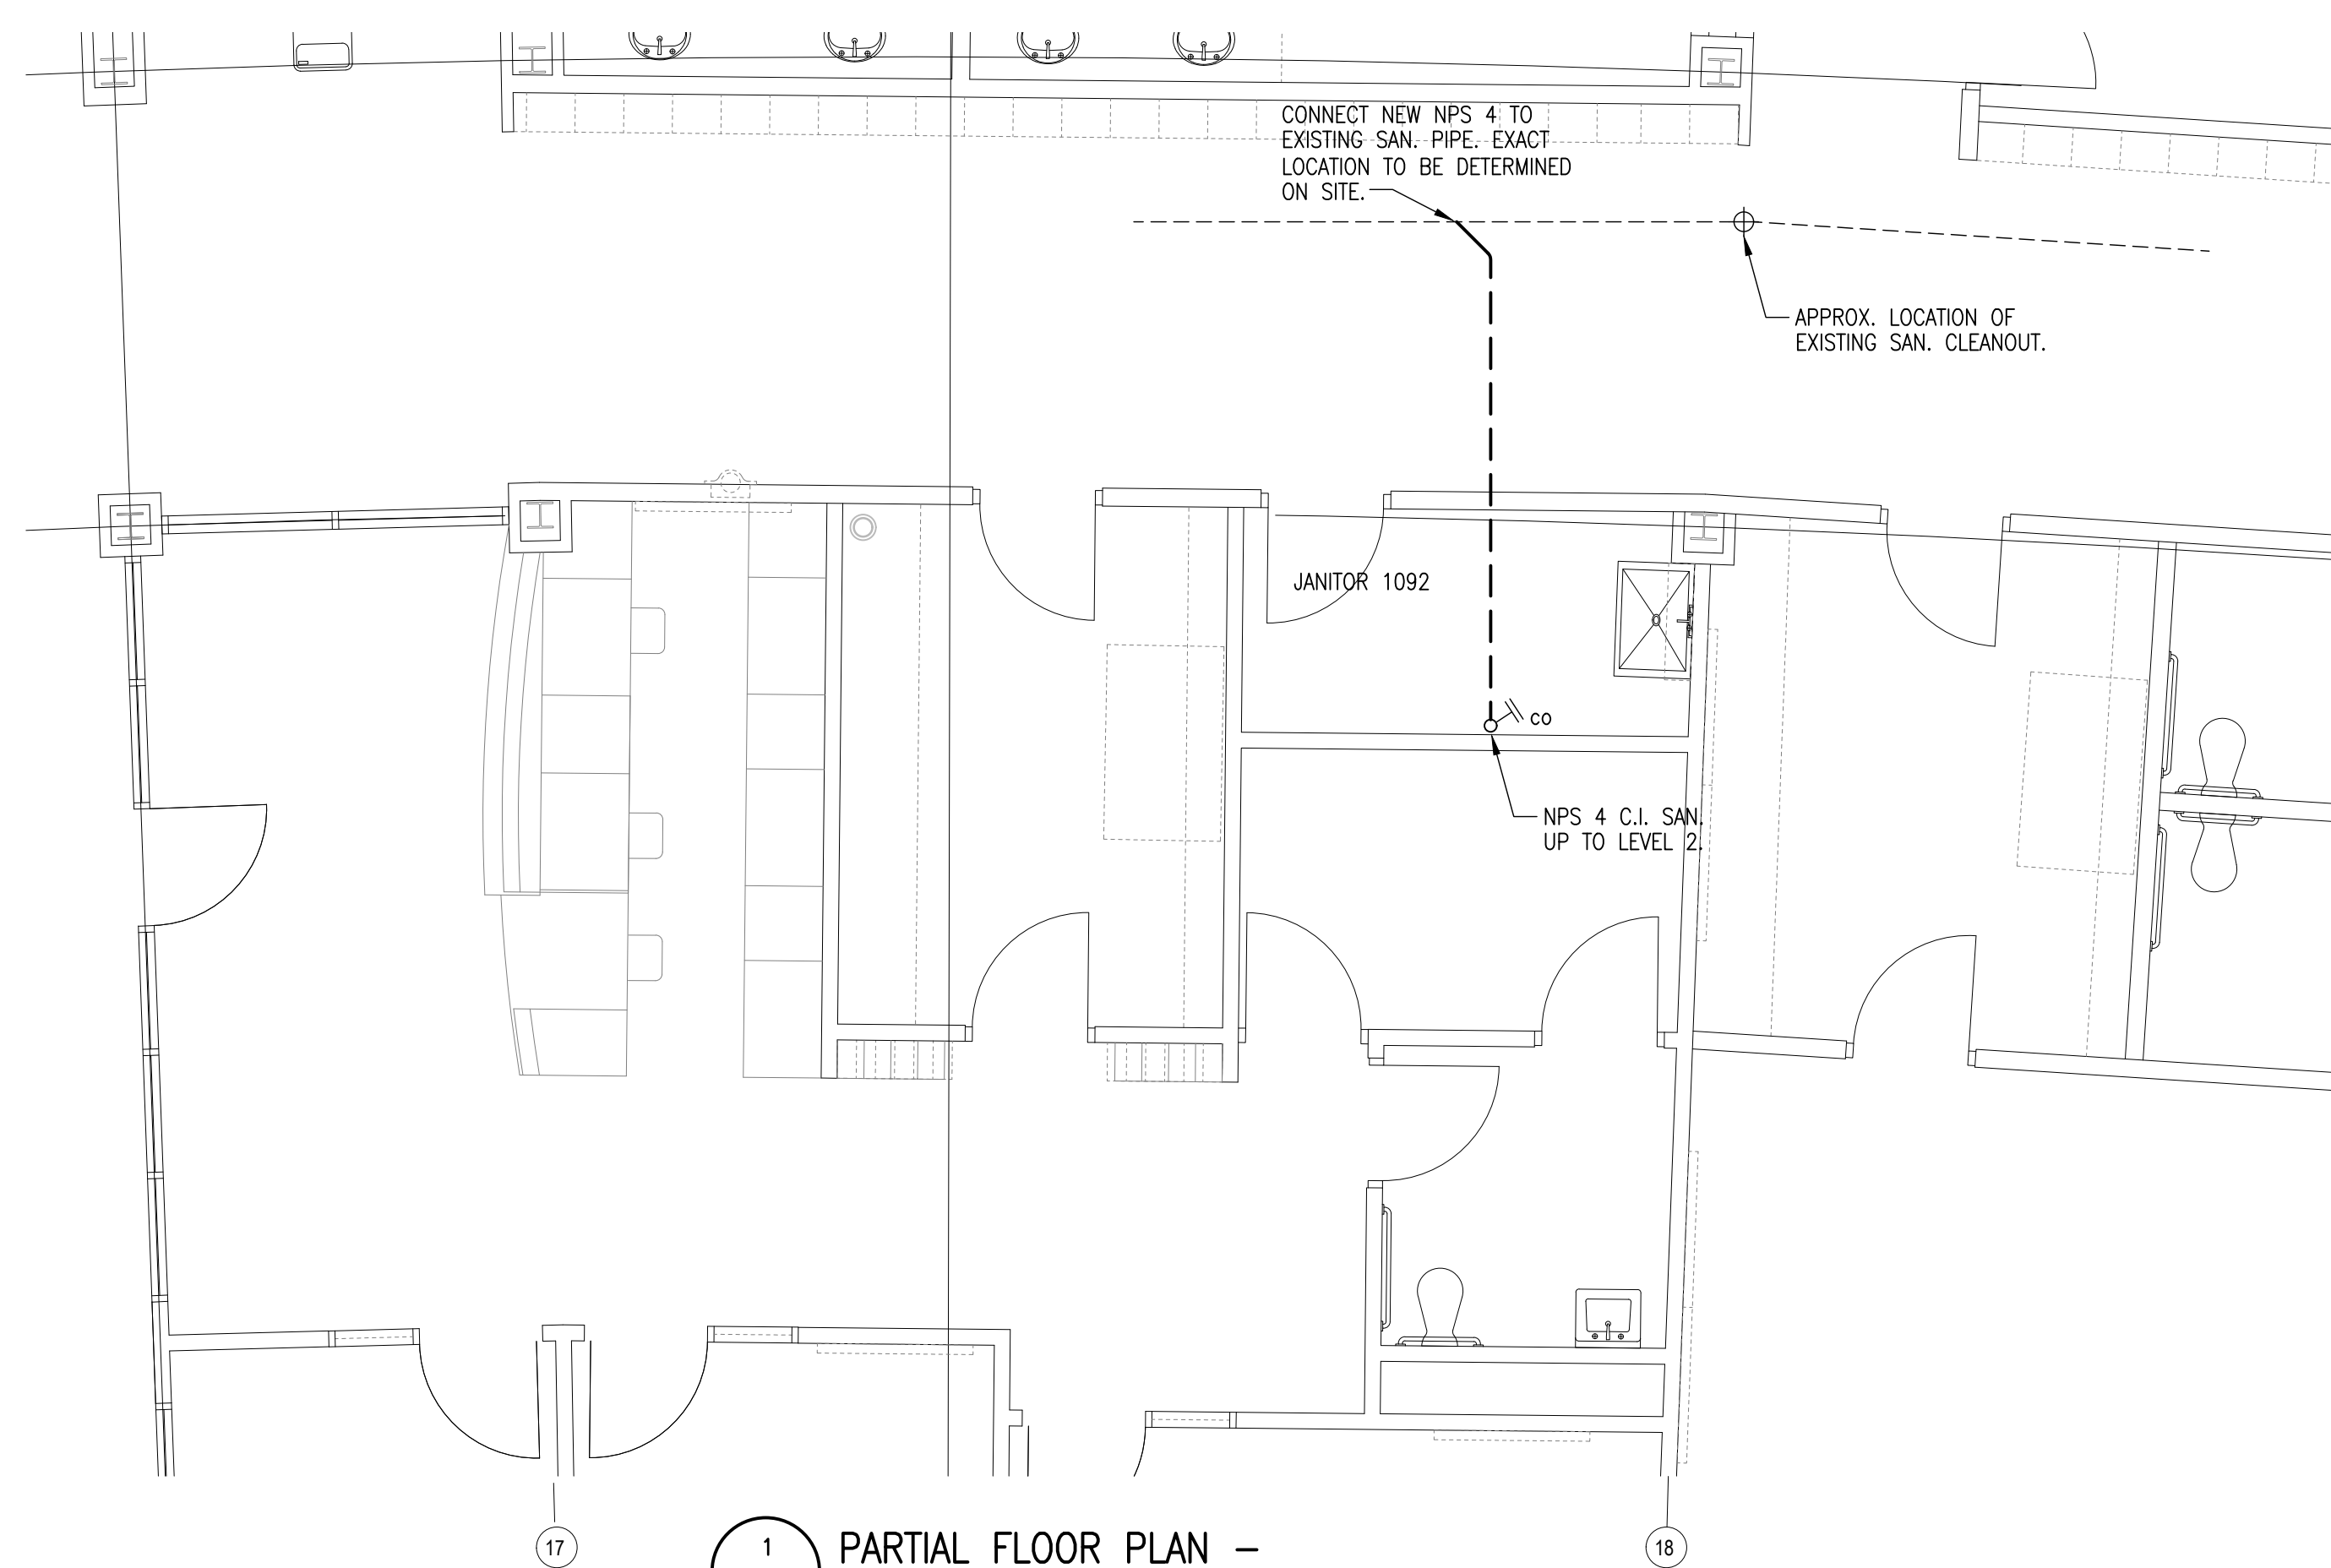 CONNECT NEW NPS 4 TO
EXISTING SAN. PIPE. EXACT
LOCATION TO BE DETERMINED
ON SITE.
APPROX. LOCATION OF
EXISTING SAN. CLEANOUT.
JANITOR 1092
CO
NPS 4 C.I. SAN.
UP TO LEVEL 2.
17
1
PARTIAL FLOOR PLAN –
18